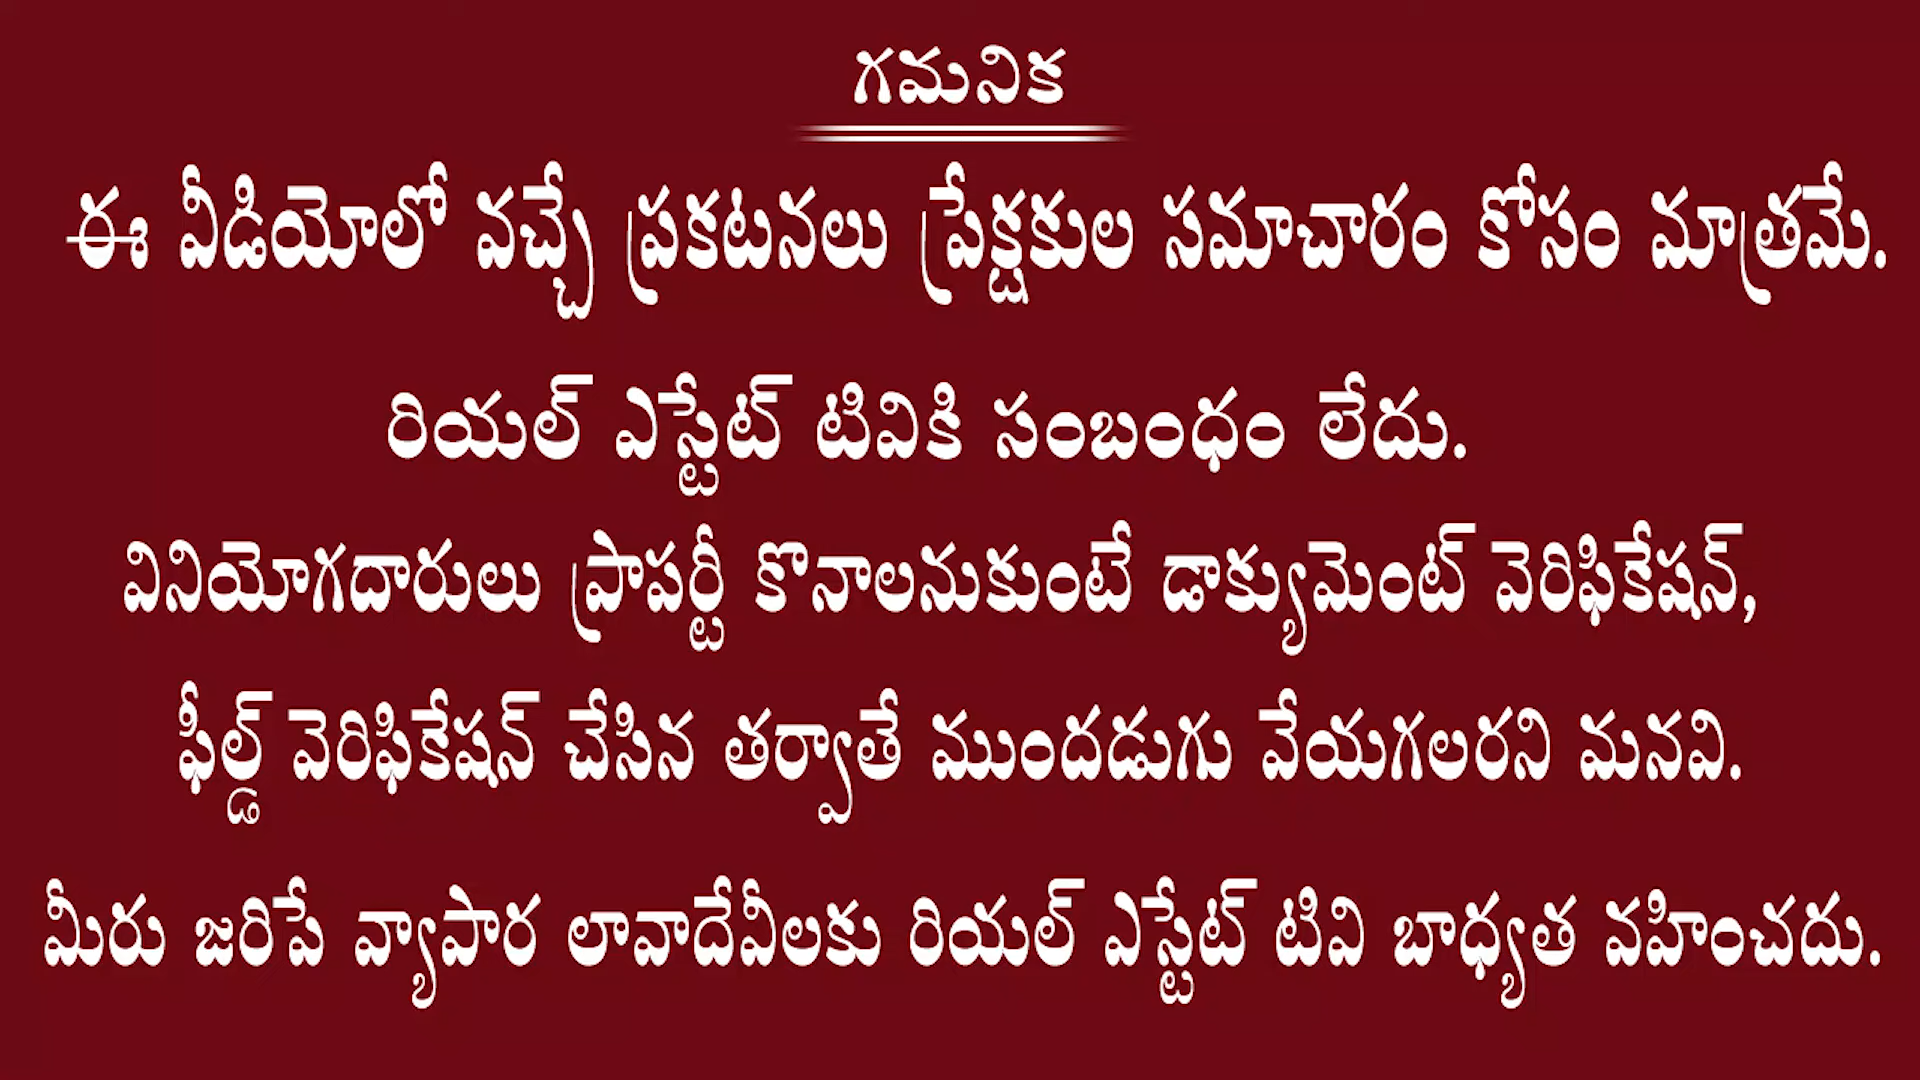 గమనిక
ఈ వీడియోలో వచ్చే ప్రకటనలు ప్రేక్షకుల సమాచారం కోసం మాత్రమే.
రియల్ ఎస్టేట్ టివికి సంబంధం లేదు.
వినియోగదారులు ప్రాపర్టీ కొనాలనుకుంటే డాక్యుమెంట్ వెరిఫికేషన్,
ఫీల్డ్ వెరిఫికేషన్ చేసిన తర్వాతే ముందడుగు వేయగలరని మనవి.
మీరు జరిపే వ్యాపార లావాదేవీలకు రియల్ ఎస్టేట్ టివి బాధ్యత వహించదు.